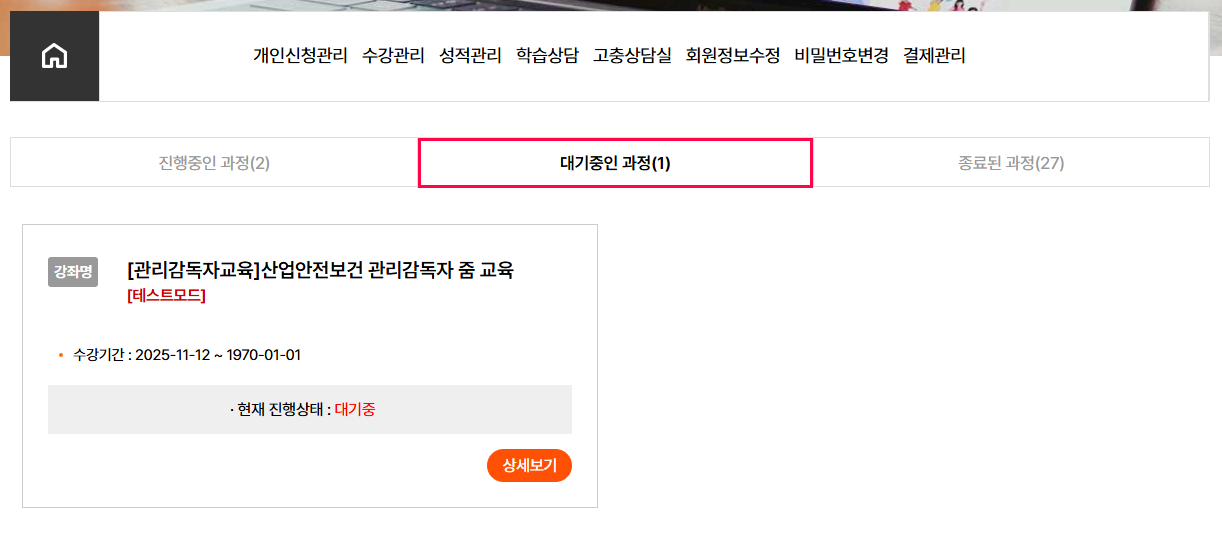 개인신청관리 수강관리 성적관리 학습상담 고충상담실 회원정보수정 비밀번호변경 결제관리
진행중인 과정(2) 대기중인 과정(1) 종료된 과정(27)
강좌명 [관리감독자교육]산업안전보건 관리감독자 줌 교육
[테스트모드]
• 수강기간 : 2025-11-12 ~ 1970-01-01
· 현재 진행상태 : 대기중
상세보기